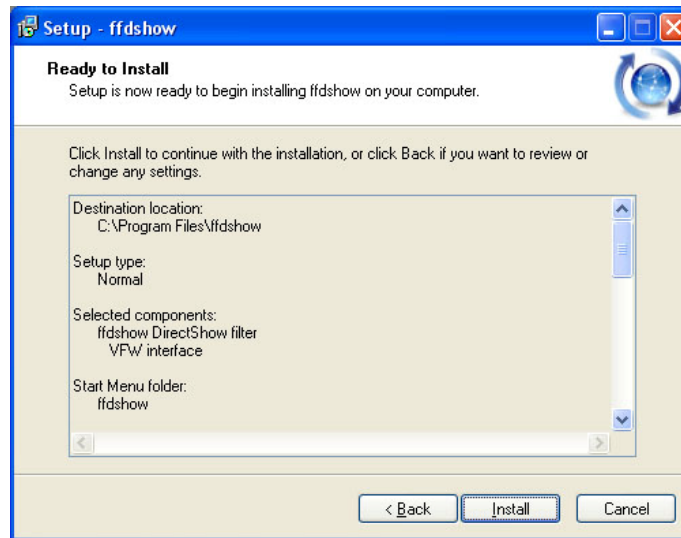 Setup - ffdshow
Ready to Install
Setup is now ready to begin installing ffdshow on your computer.
Click Install to continue with the installation, or click Back if you want to review or
change any settings.
Destination location:
C:\Program Files\ffdshow
Setup type:
Normal
Selected components:
ffdshow DirectShow filter
VFW interface
Start Menu folder:
ffdshow
< Back
Install
Cancel